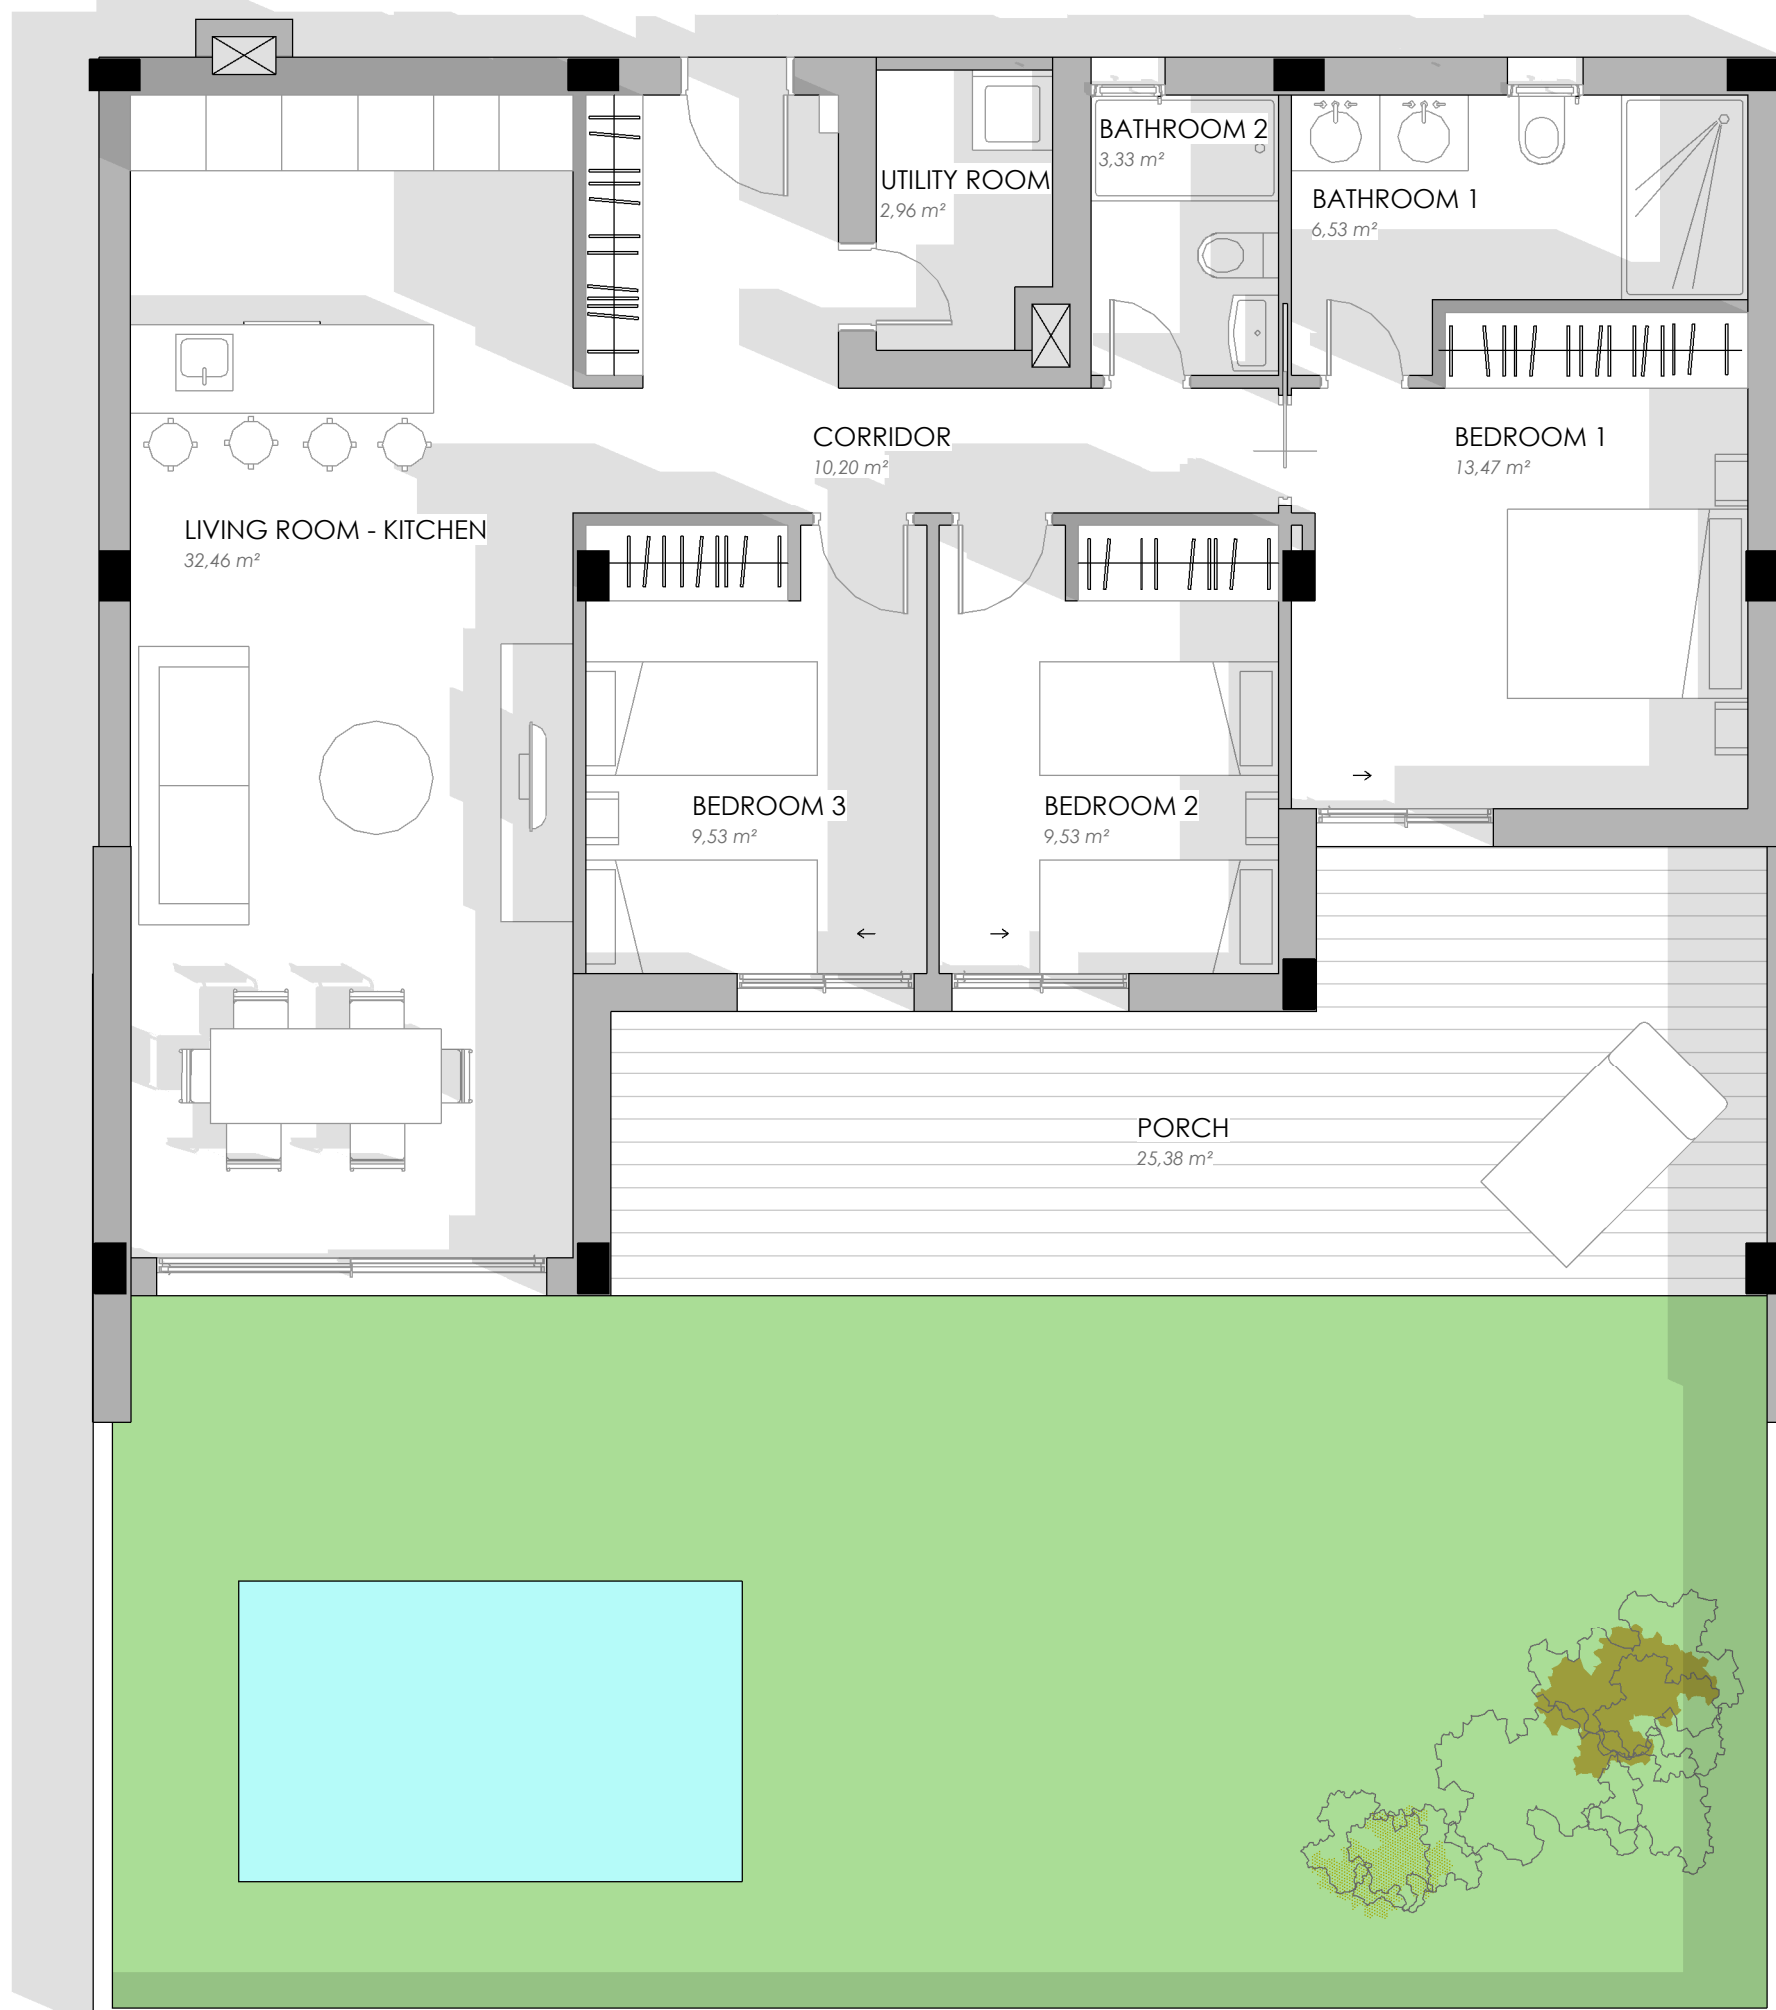 BATHROOM 2
3,33 m²
UTILITY ROOM
2,96 m²
BATHROOM 1
6,53 m²
CORRIDOR
10,20 m²
BEDROOM 1
13,47 m²
LIVING ROOM - KITCHEN
32,46 m²
BEDROOM 3
9,53 m²
BEDROOM 2
9,53 m²
PORCH
25,38 m²